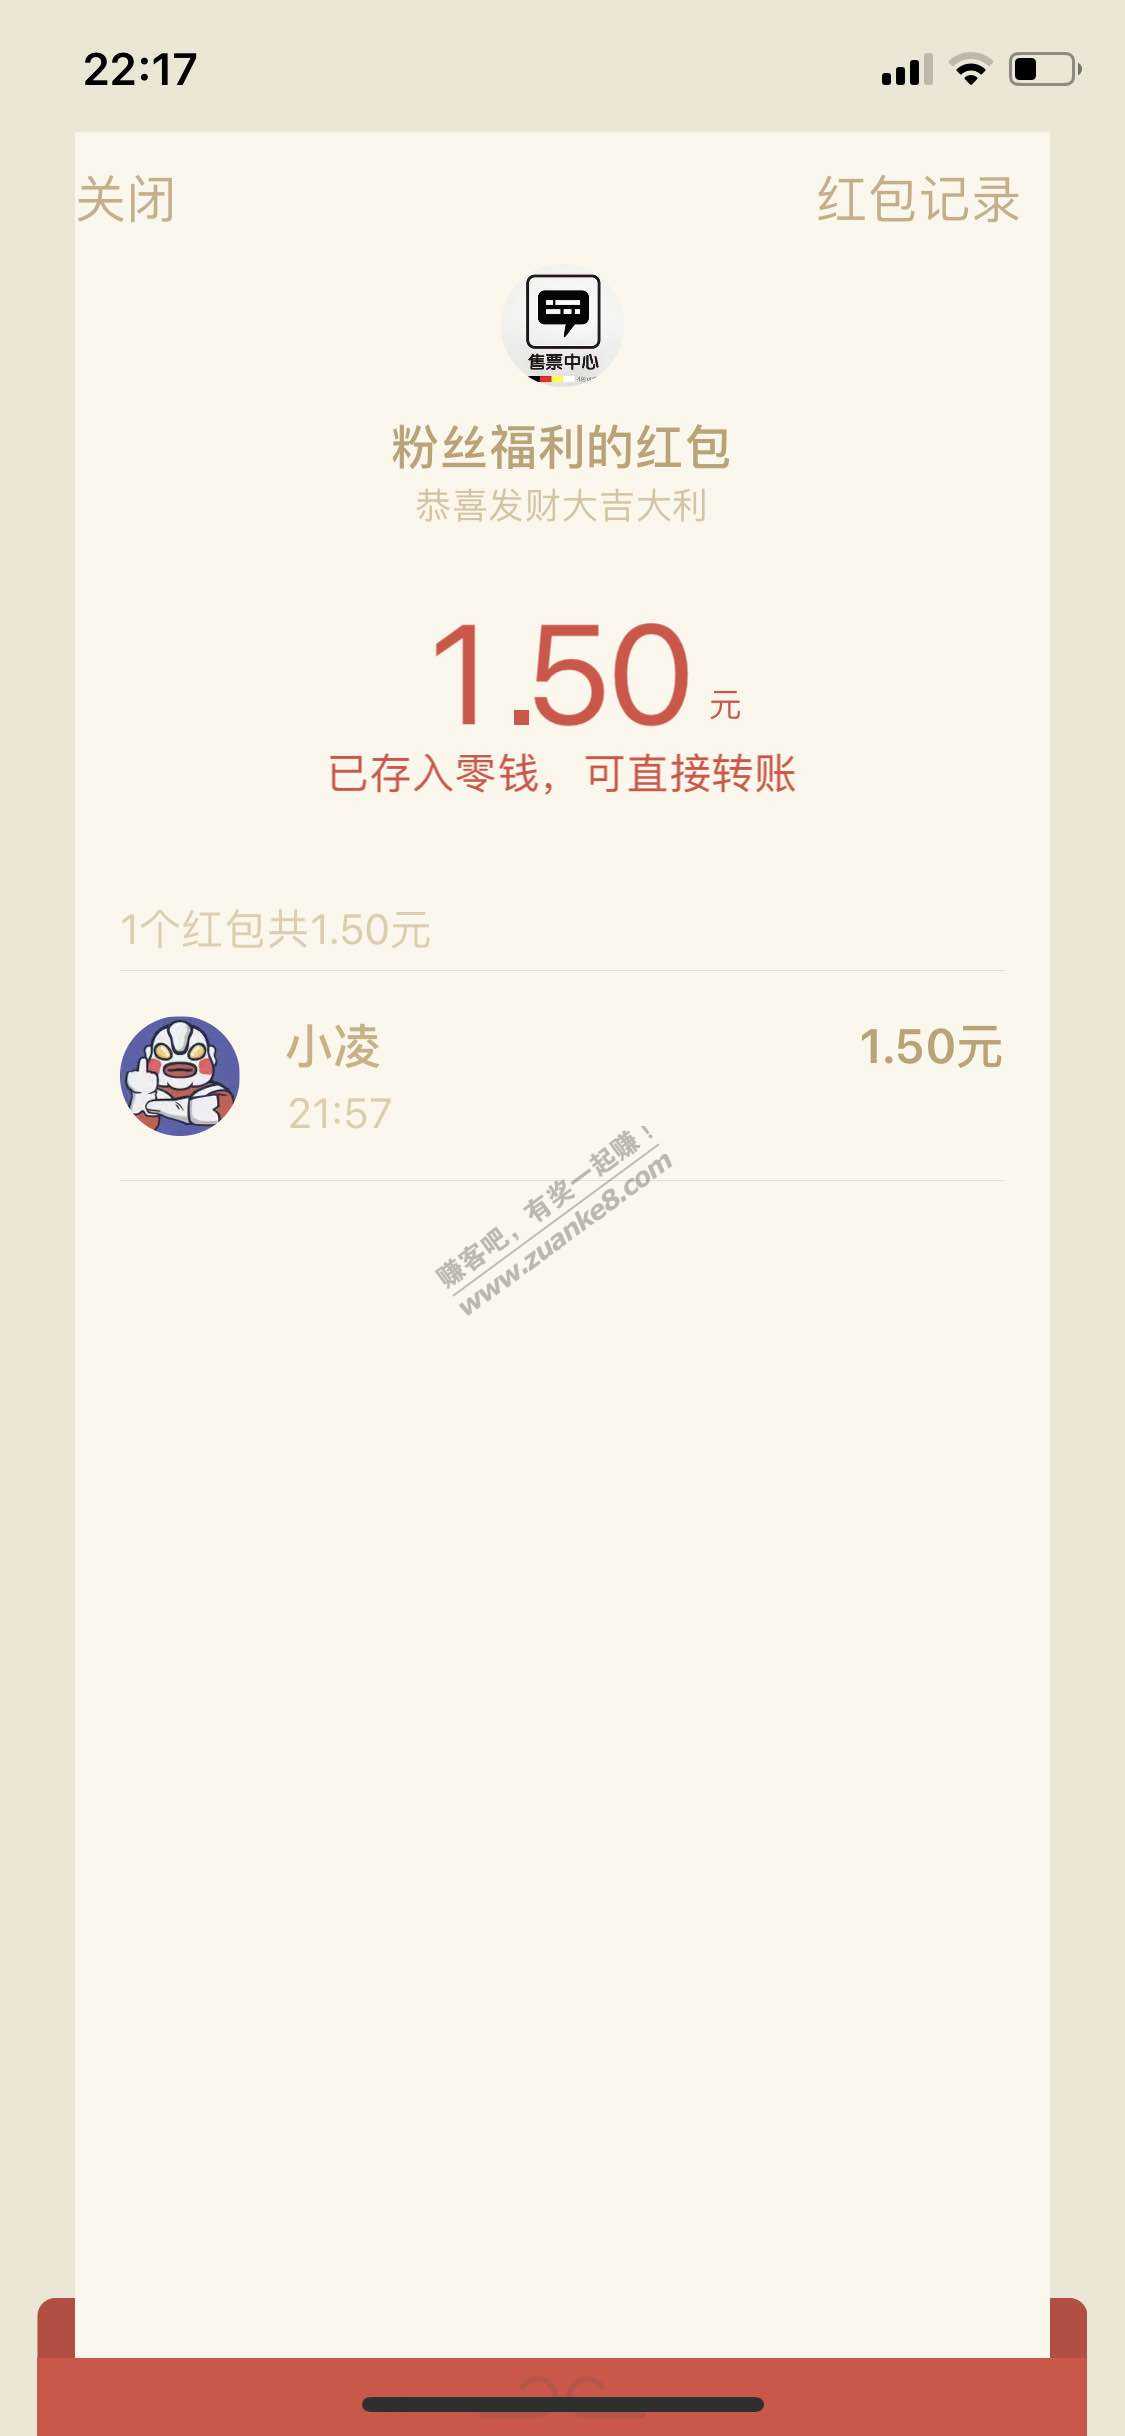 22:17
关闭
红包记录
售票中心
粉丝福利的红包
恭喜发财大吉大利
1.50 元
已存入零钱，可直接转账
1个红包共1.50元
小凌
1.50元
21:57
赚客吧，有奖一起赚！
www.zuanke8.com